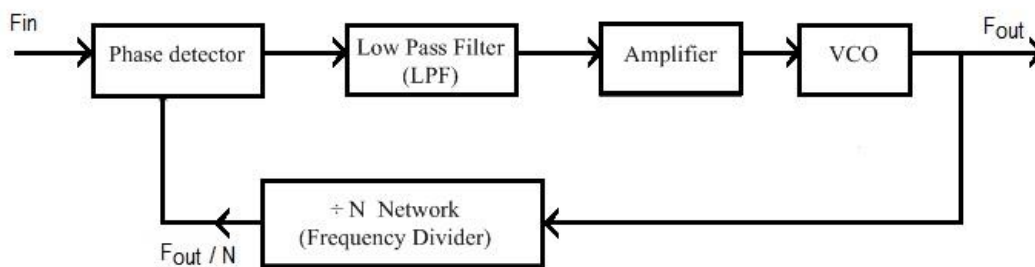 Fin
Phase detector
Low Pass Filter
(LPF)
Amplifier
VCO
Fout
÷ N Network
(Frequency Divider)
Fout / N